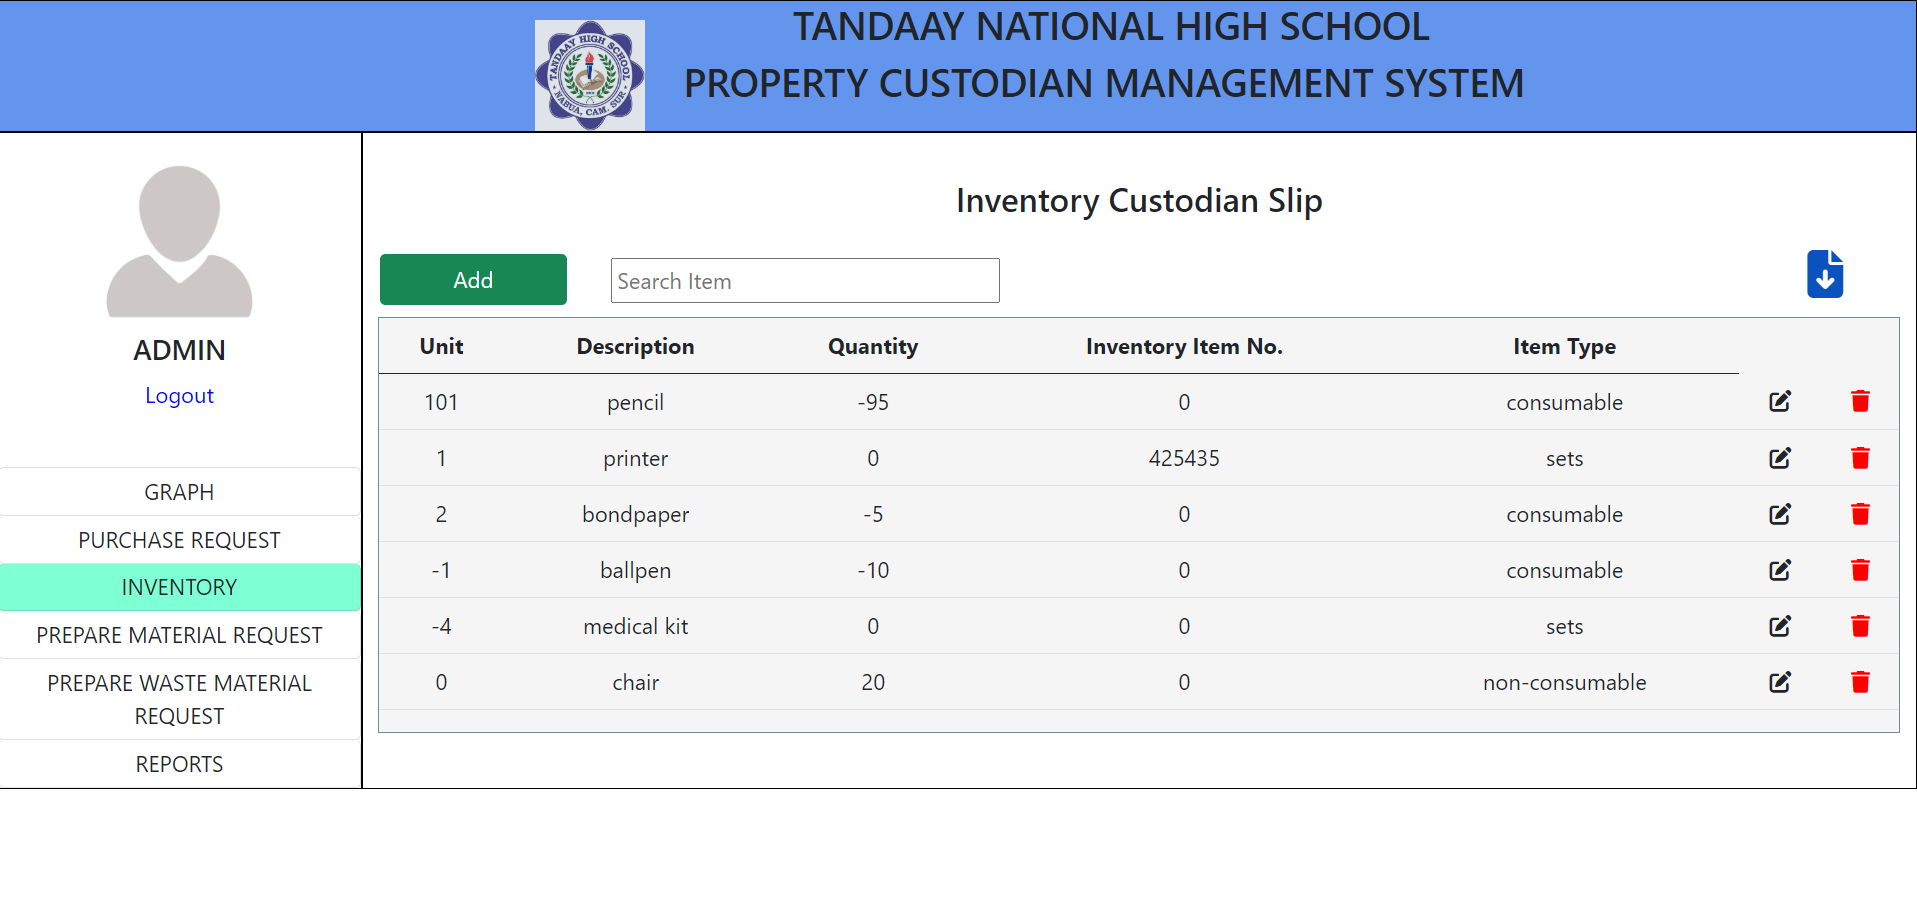 TANDAAY NATIONAL HIGH SCHOOL
PROPERTY CUSTODIAN MANAGEMENT SYSTEM
TANDAAY HIGH SCHOOL
NABUA, CAM. SUR
ADMIN
Logout
GRAPH
PURCHASE REQUEST
INVENTORY
PREPARE MATERIAL REQUEST
PREPARE WASTE MATERIAL
REQUEST
REPORTS
Inventory Custodian Slip
Add
Search Item
Unit Description Quantity Inventory Item No. Item Type
101 pencil -95 0 consumable
1 printer 0 425435 sets
2 bondpaper -5 0 consumable
-1 ballpen -10 0 consumable
-4 medical kit 0 0 sets
0 chair 20 0 non-consumable